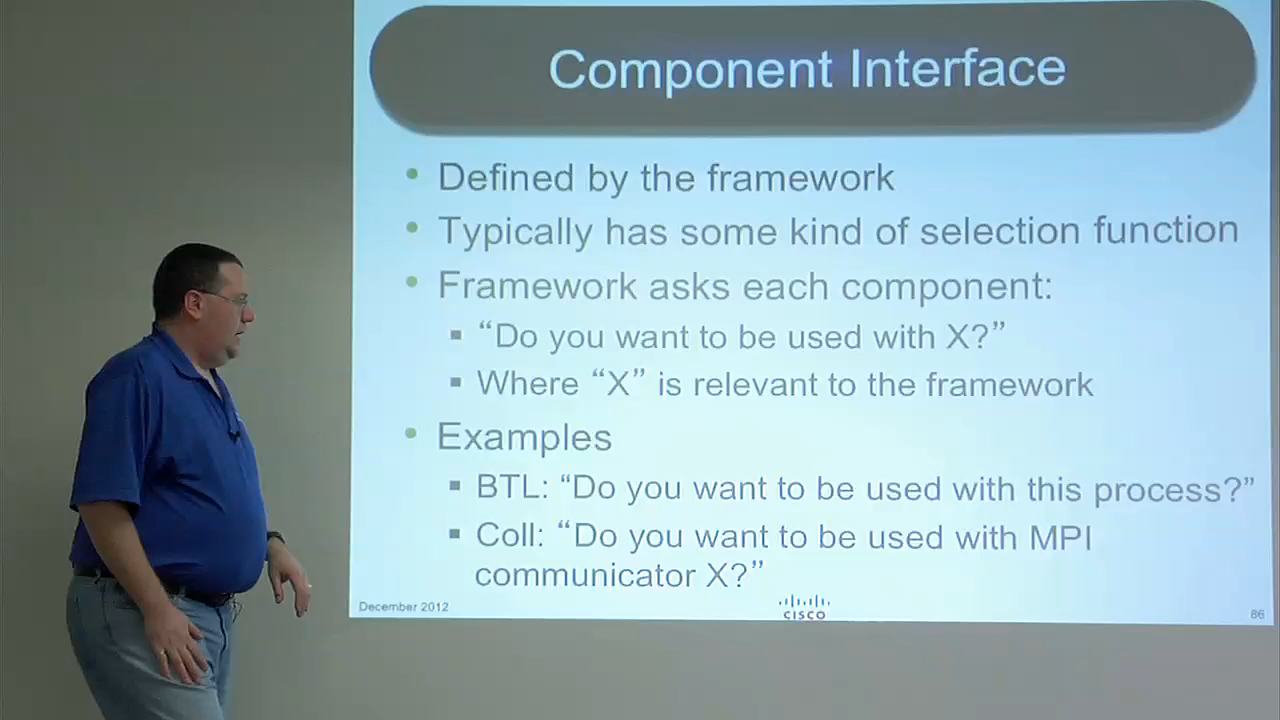 Component Interface
• Defined by the framework
• Typically has some kind of selection function
• Framework asks each component:
▪ “Do you want to be used with X?”
▪ Where “X” is relevant to the framework
• Examples
▪ BTL: “Do you want to be used with this process?”
▪ Coll: “Do you want to be used with MPI
communicator X?”
December 2012
CISCO
86